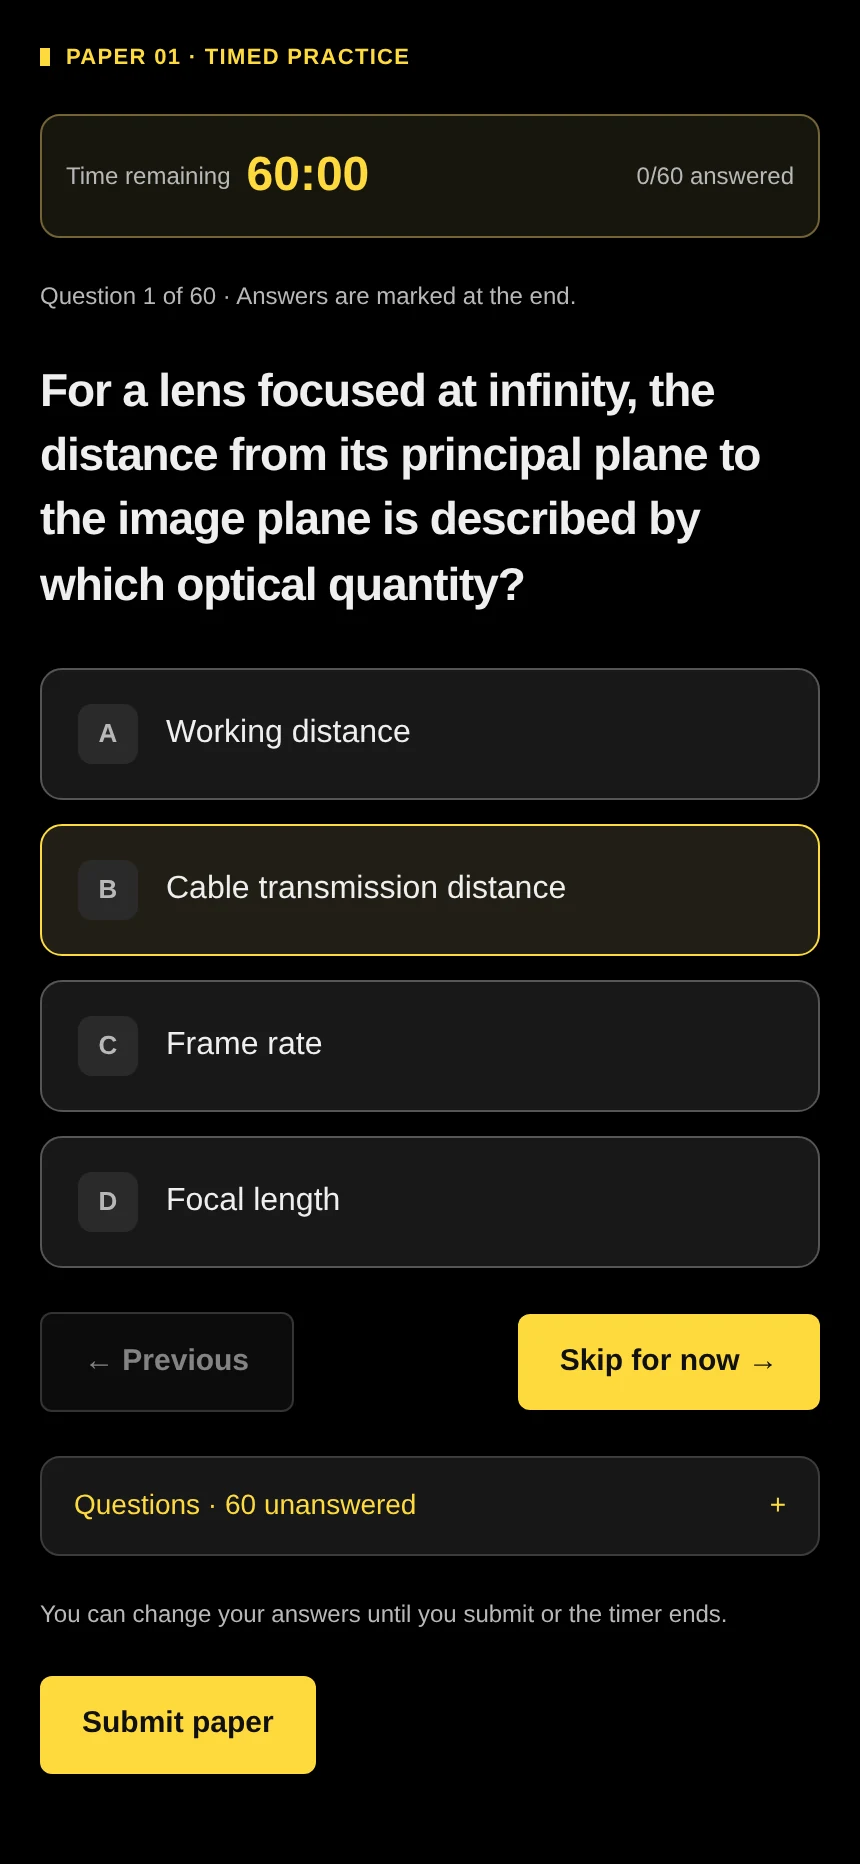 PAPER 01 · TIMED PRACTICE
Time remaining 60:00 0/60 answered
Question 1 of 60 · Answers are marked at the end.
For a lens focused at infinity, the
distance from its principal plane to
the image plane is described by
which optical quantity?
A Working distance
B Cable transmission distance
C Frame rate
D Focal length
← Previous Skip for now →
Questions · 60 unanswered +
You can change your answers until you submit or the timer ends.
Submit paper